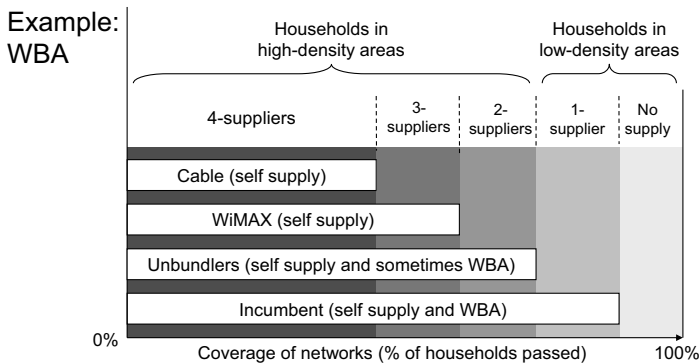 Example:
WBA
Households in
high-density areas
Households in
low-density areas
4-suppliers
3-
suppliers
2-
suppliers
1-
supplier
No
supply
Cable (self supply)
WiMAX (self supply)
Unbundlers (self supply and sometimes WBA)
Incumbent (self supply and WBA)
0%
Coverage of networks (% of households passed)
100%